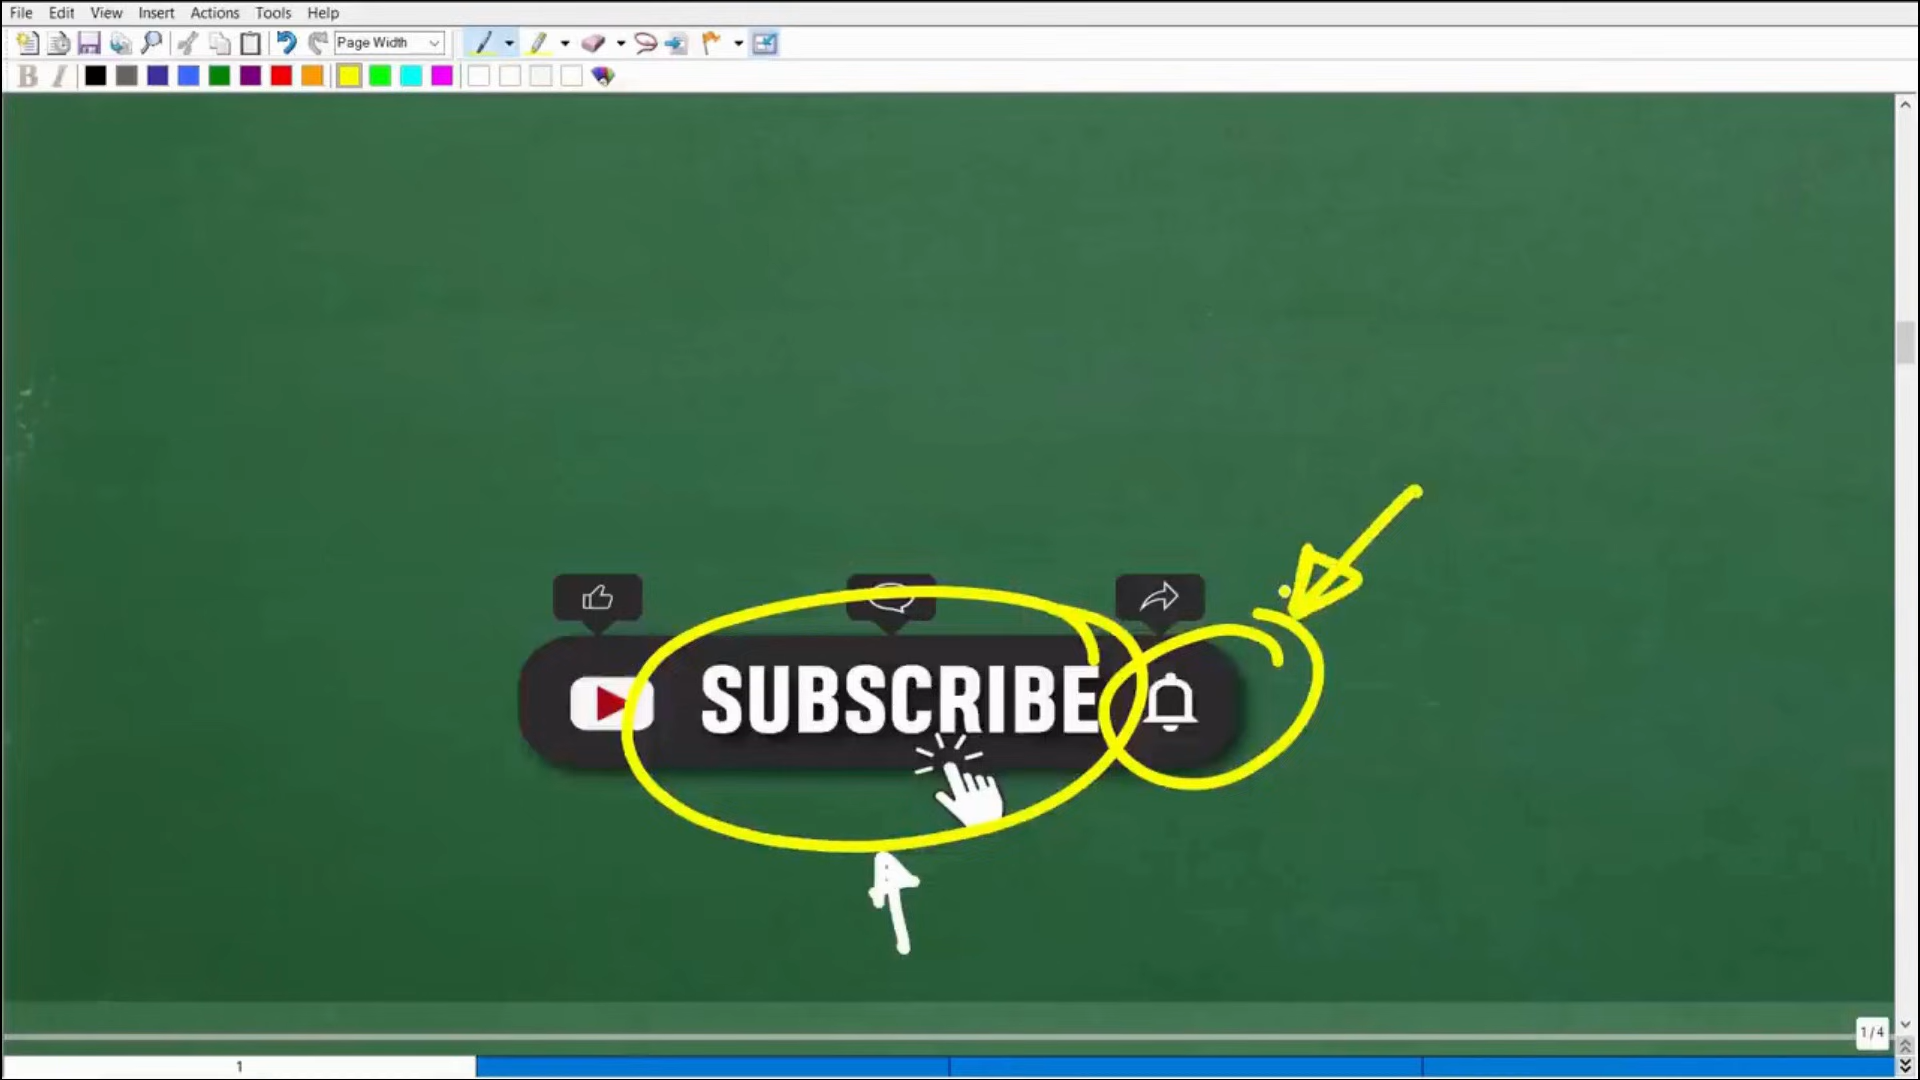 File Edit View Insert Actions Tools Help
Page Width
B I
SUBSCRIBE
1/4
1